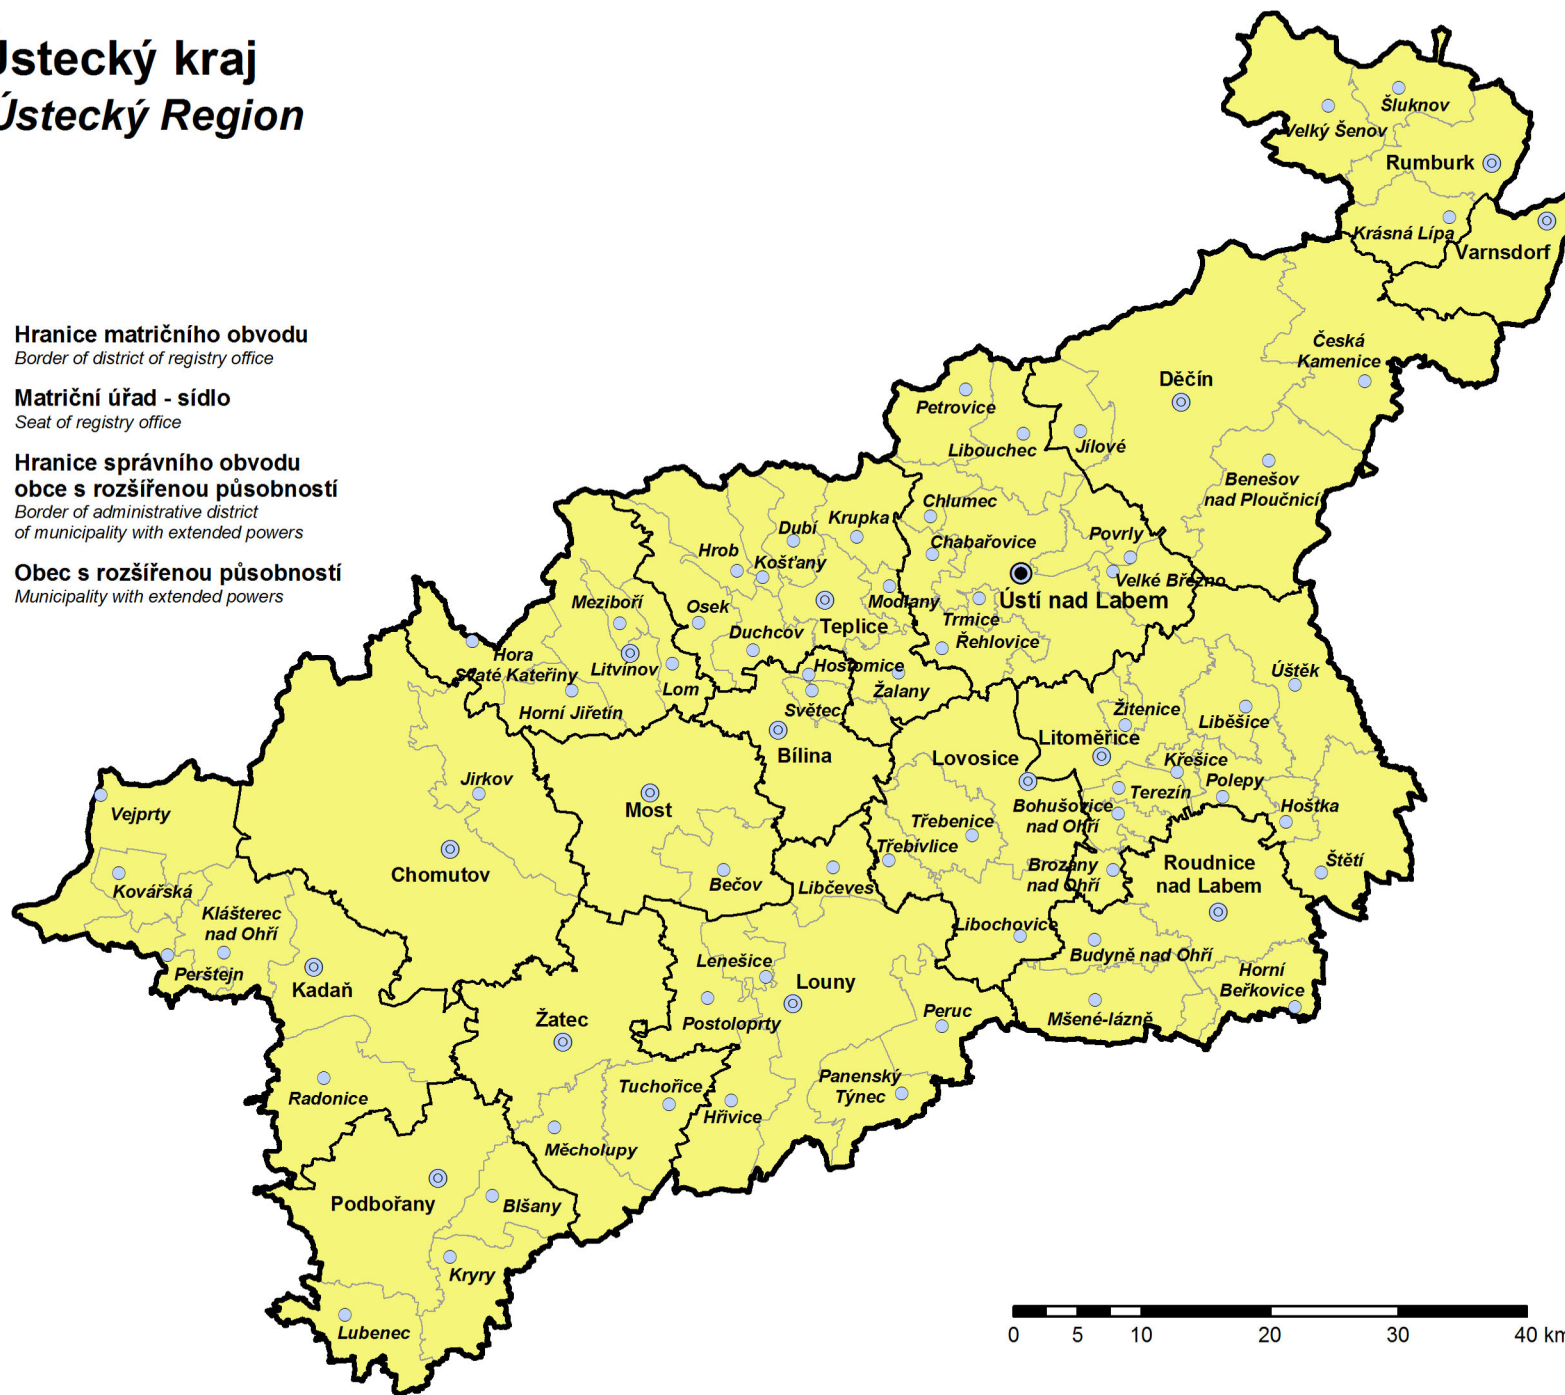 Ústecký kraj
Ústecký Region
Hranice matričního obvodu
Border of district of registry office
Matriční úřad - sídlo
Seat of registry office
Hranice správního obvodu
obce s rozšířenou působností
Border of administrative district
of municipality with extended powers
Obec s rozšířenou působností
Municipality with extended powers
Šluknov
Velký Šenov
Rumburk
Krásná Lípa
Varnsdorf
Česká
Kamenice
Děčín
Petrovice
Libouchec
Jílové
Benešov
nad Ploučnicí
Chlumec
Krupka
Dubí
Povrly
Chabařovice
Hrob
Košťany
Velké Březno
Ústí nad Labem
Modlany
Meziboří
Osek
Teplice
Trmice
Duchcov
Řehlovice
Hora
Svaté Kateřiny
Litvínov
Hostomice
Úštěk
Lom
Žalany
Horní Jiřetín
Světec
Žitenice
Liběšice
Litoměřice
Bílina
Lovosice
Křešice
Jirkov
Polepy
Terezín
Most
Bohušovice
nad Ohří
Hoštka
Vejprty
Třebenice
Třebívlice
Roudnice
nad Labem
Štětí
Brozany
nad Ohří
Chomutov
Bečov
Libčeves
Kovářská
Klášterec
nad Ohří
Libochovice
Budyně nad Ohří
Lenešice
Perštejn
Horní
Beřkovice
Louny
Kadaň
Peruc
Mšené-lázně
Žatec
Postoloprty
Panenský
Týnec
Tuchořice
Radonice
Hřivice
Měcholupy
Podbořany
Blšany
Kryry
Lubenec
0 5 10 20 30 40 km